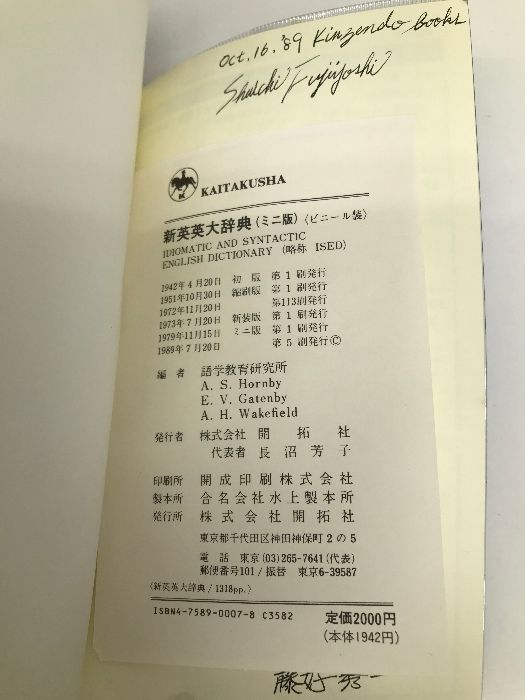 Oct. 16. '89 Kinzendo Books
Shuichi Fujiyoshi
KAITAKUSHA
新英英大辞典〈ミニ版〉〈ビニール装〉
IDIOMATIC AND SYNTACTIC
ENGLISH DICTIONARY (略称 ISED)
1942年4月20日 初版 第1刷発行
1951年10月30日 縮刷版 第1刷発行
1972年11月20日 第113刷発行
1973年7月20日 新装版 第1刷発行
1979年11月15日 ミニ版 第1刷発行
1989年7月20日 第5刷発行©
編者 語学教育研究所
A. S. Hornby
E. V. Gatenby
A. H. Wakefield
発行者 株式会社 開拓社
代表者 長沼芳子
印刷所 開成印刷株式会社
製本所 合名会社水上製本所
発行所 株式会社開拓社
東京都千代田区神田神保町2の5
電話 東京(03)265-7641(代表)
郵便番号101/振替 東京6-39587
〈新英英大辞典/1318pp.〉
ISBN4-7589-0007-8 C3582 定価2000円
(本体1942円)
藤好秀一